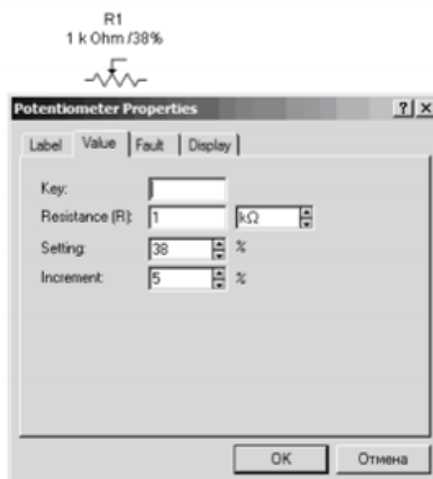 R1
1 k Ohm /38%
Potentiometer Properties
Label Value Fault Display
Key:
Resistance (R): 1 kΩ
Setting: 38 %
Increment: 5 %
OK Отмена